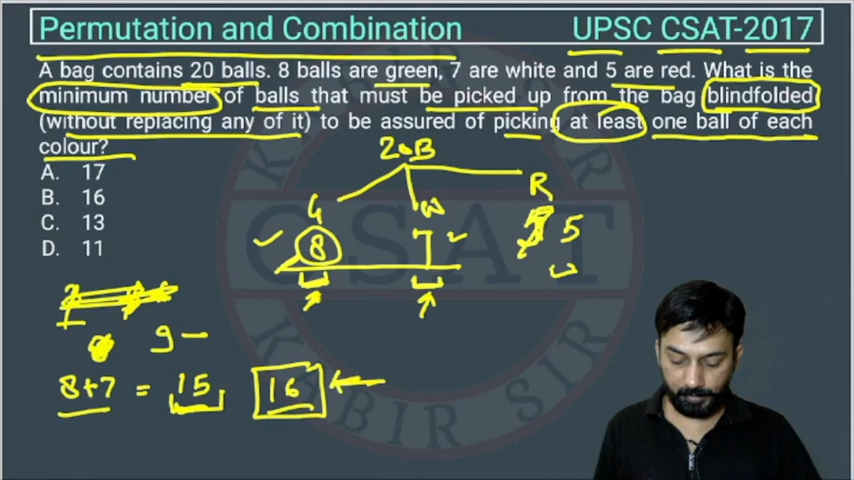 Permutation and Combination UPSC CSAT-2017
A bag contains 20 balls. 8 balls are green, 7 are white and 5 are red. What is the
minimum number of balls that must be picked up from the bag blindfolded
(without replacing any of it) to be assured of picking at least one ball of each
colour?
A. 17
B. 16
C. 13
D. 11
20B
G W R
8 7 5
9
8+7 = 15 16
CSAT
KABIR SIR